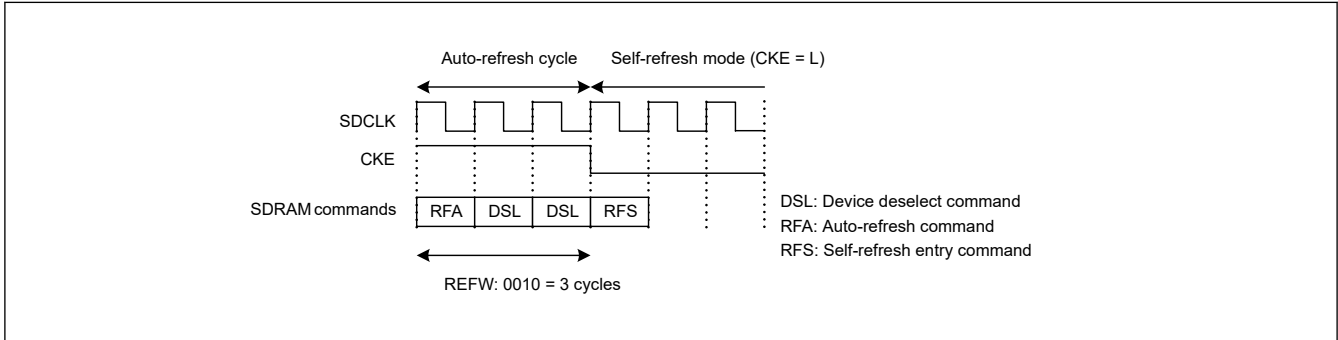 Auto-refresh cycle Self-refresh mode (CKE = L)
SDCLK
CKE
SDRAM commands RFA DSL DSL RFS
DSL: Device deselect command
RFA: Auto-refresh command
RFS: Self-refresh entry command
REFW: 0010 = 3 cycles